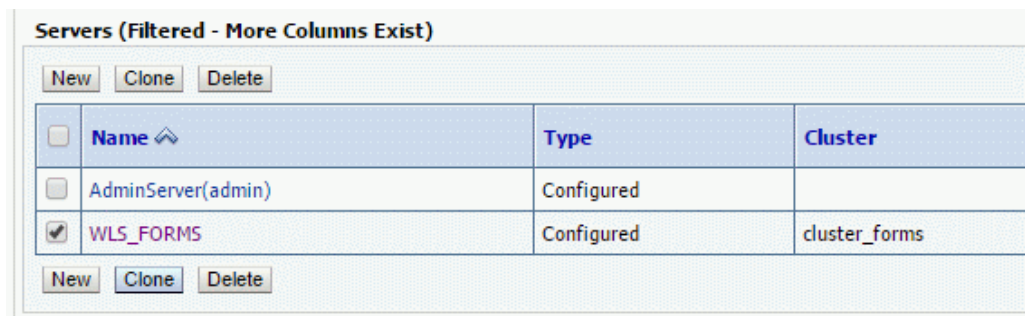 Servers (Filtered - More Columns Exist)
New Clone Delete
Name Type Cluster
AdminServer(admin) Configured
WLS_FORMS Configured cluster_forms
New Clone Delete